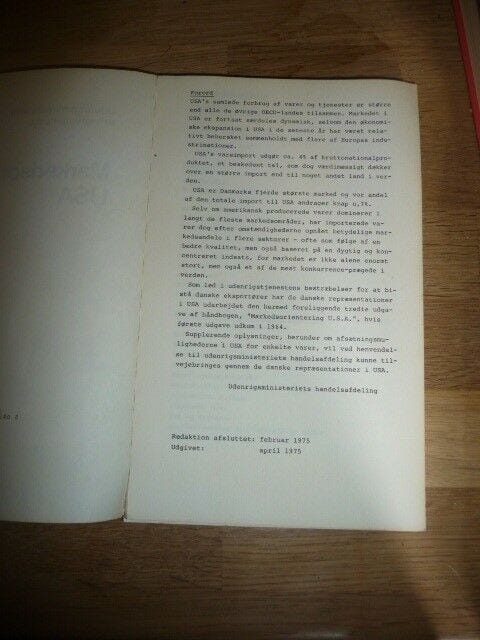 Forord
USA's samlede forbrug af varer og tjenester er større
end alle de øvrige OECD-landes tilsammen. Markedet i
USA er fortsat særdeles dynamisk, selvom den økonomi-
ske ekspansion i USA i de seneste år har været rela-
tivt behersket sammenholdt med flere af Europas indu-
strinationer.
USA's vareimport udgør ca. 4% af bruttonationalpro-
duktet, et beskedent tal, som dog værdimæssigt dækker
over en større import end til noget andet land i ver-
den.
USA er Danmarks fjerde største marked og vor andel
af den totale import til USA andrager knap 0,7%.
Selv om amerikansk producerede varer dominerer i
langt de fleste markedsområder, har importerede va-
rer dog efter omstændighederne opnået betydelige mar-
kedsandele i flere sektorer - ofte som følge af en
bedre kvalitet, men også baseret på en dygtig og kon-
centreret indsats, for markedet er ikke alene enormt
stort, men også et af de mest konkurrence-prægede i
verden.
Som led i udenrigstjenestens bestræbelser for at bi-
stå danske eksportører har de danske repræsentationer
i USA udarbejdet den hermed foreliggende tredie udga-
ve af håndbogen, "Markedsorientering U.S.A.", hvis
første udgave udkom i 1964.
Supplerende oplysninger, herunder om afsætningsmu-
lighederne i USA for enkelte varer, vil ved henvendel-
se til udenrigsministeriets handelsafdeling kunne til-
vejebringes gennem de danske repræsentationer i USA.
Udenrigsministeriets handelsafdeling
Redaktion afsluttet: februar 1975
Udgivet: april 1975